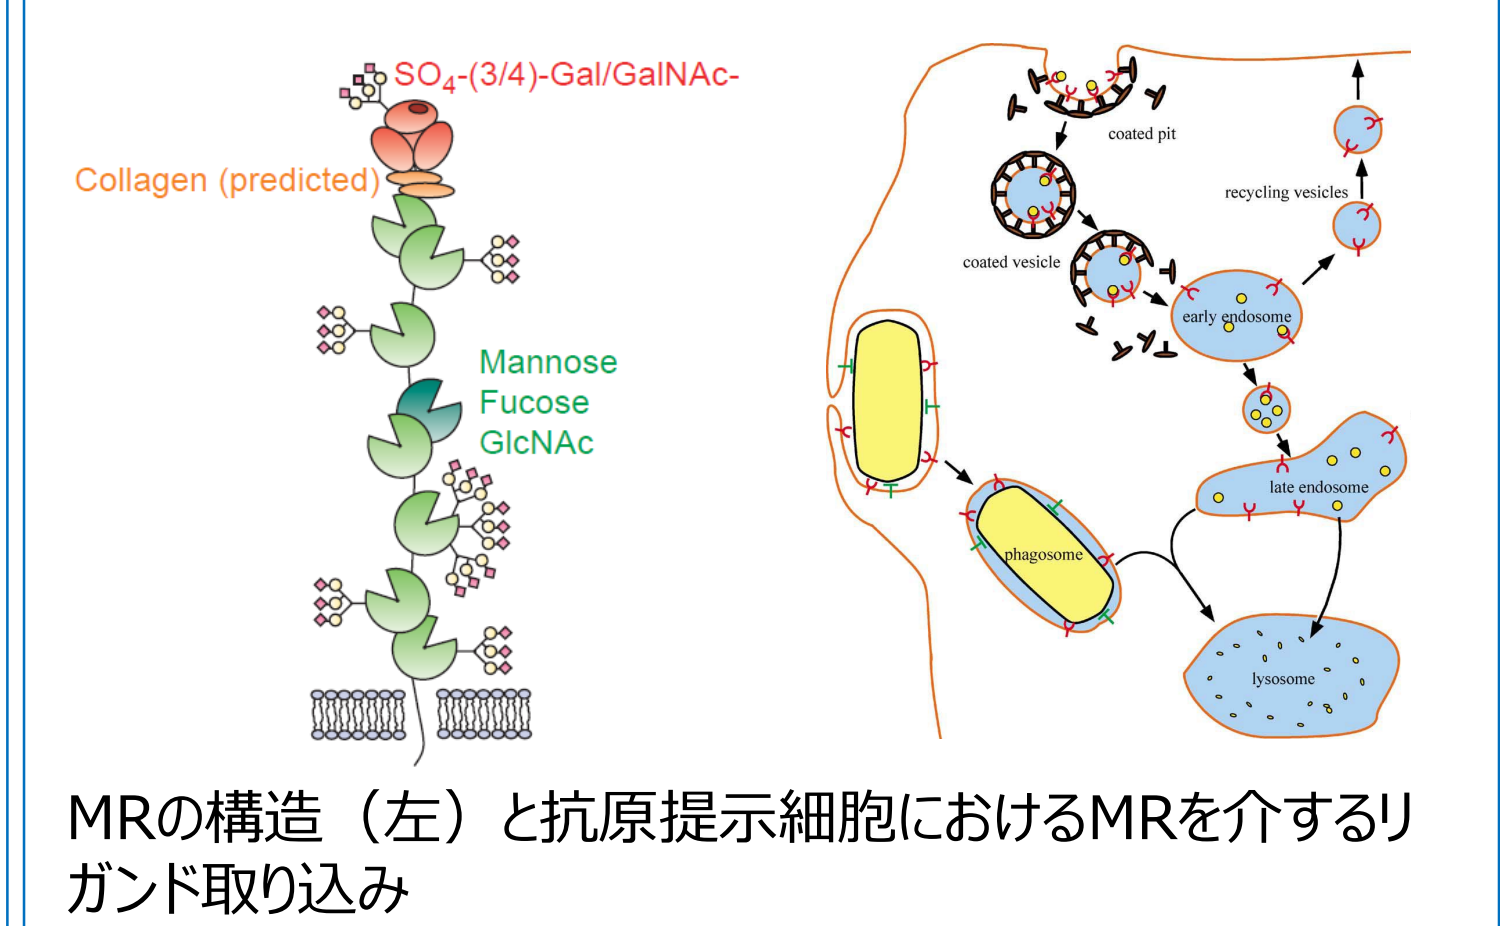 SO4-(3/4)-Gal/GalNAc-
Collagen (predicted)
Mannose
Fucose
GlcNAc
coated pit
coated vesicle
recycling vesicles
early endosome
late endosome
phagosome
lysosome
MRの構造（左）と抗原提示細胞におけるMRを介するリ
ガンド取り込み